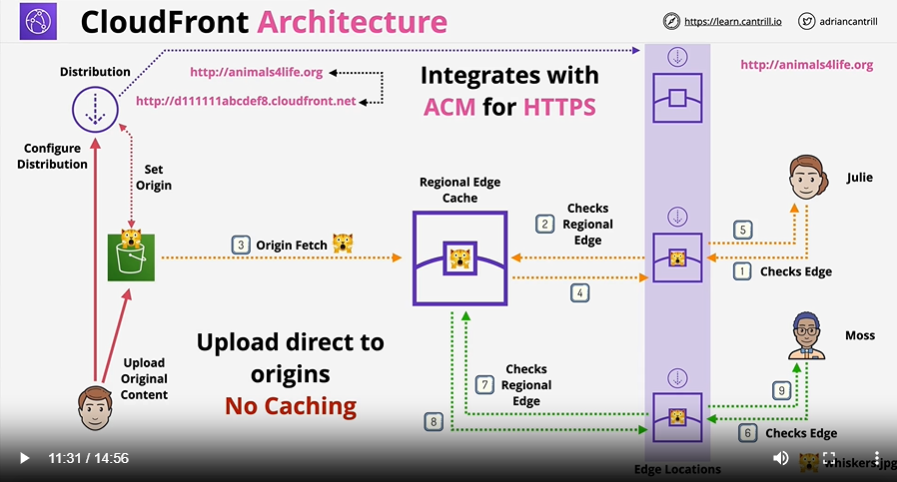 CloudFront Architecture
https://learn.cantrill.io
adriancantrill
Distribution
http://animals4life.org
http://d111111abcdef8.cloudfront.net
Integrates with
ACM for HTTPS
http://animals4life.org
Configure
Distribution
Set
Origin
Regional Edge
Cache
Checks
Regional
Edge
2
Julie
5
3
Origin Fetch
1
Checks Edge
4
Moss
Upload direct to
origins
No Caching
Upload
Original
Content
Checks
Regional
Edge
7
9
8
6
Checks Edge
11:31 / 14:56
Edge Locations
whiskers.jpg